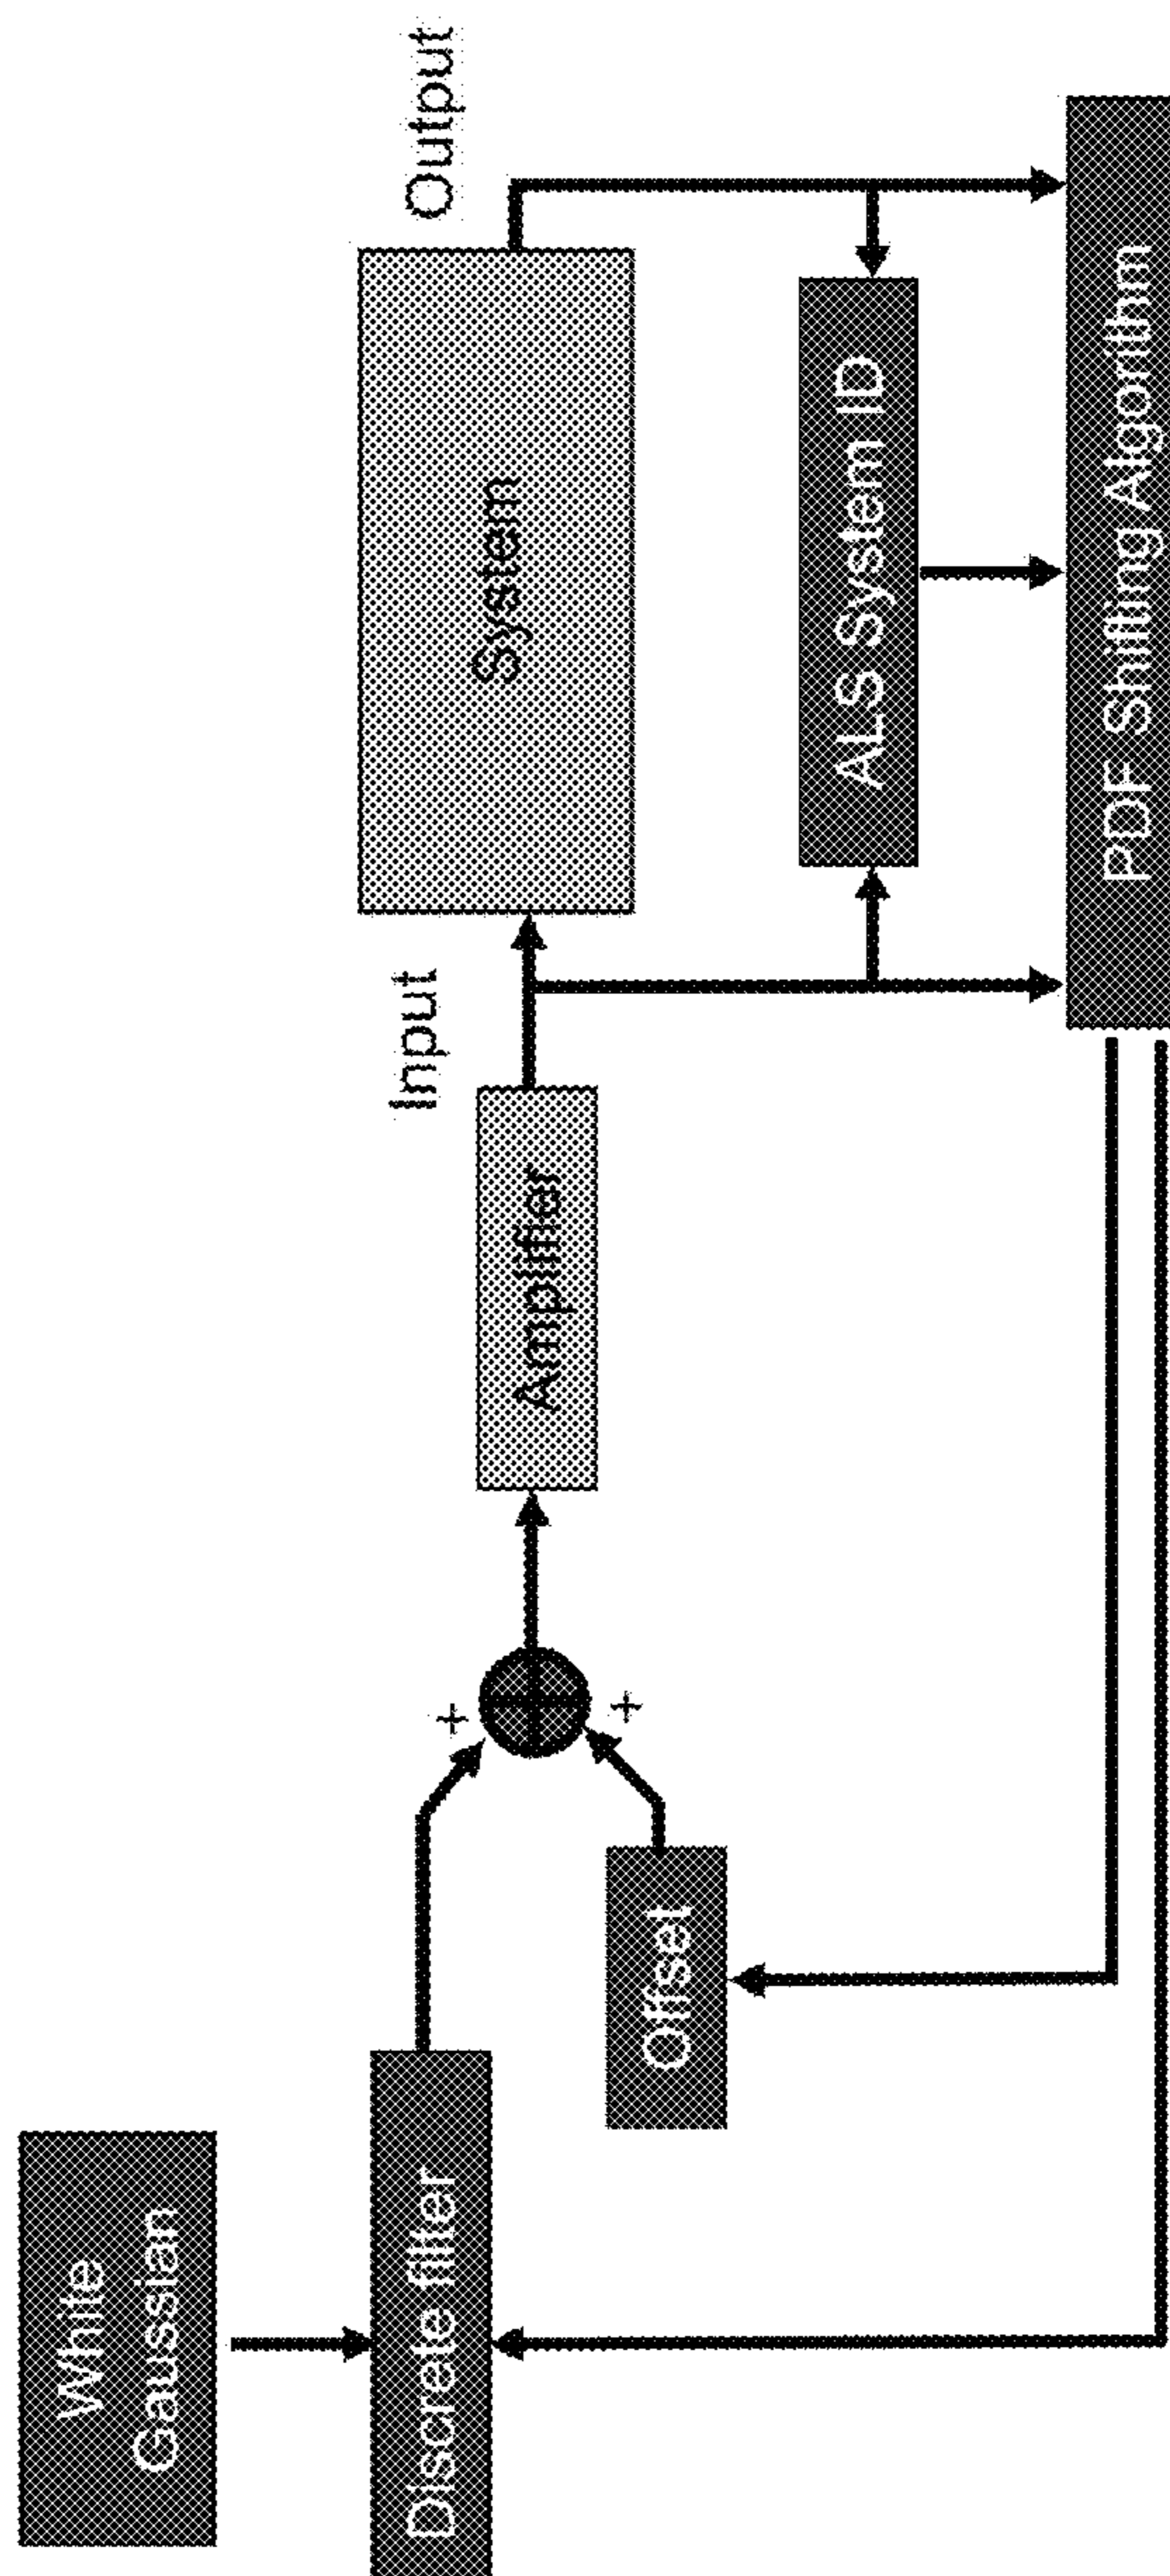 White
Gaussian
Discrete filter
Offset
+
+
Amplifier
Input
System
Output
ALS System ID
PDF Shifting Algorithm